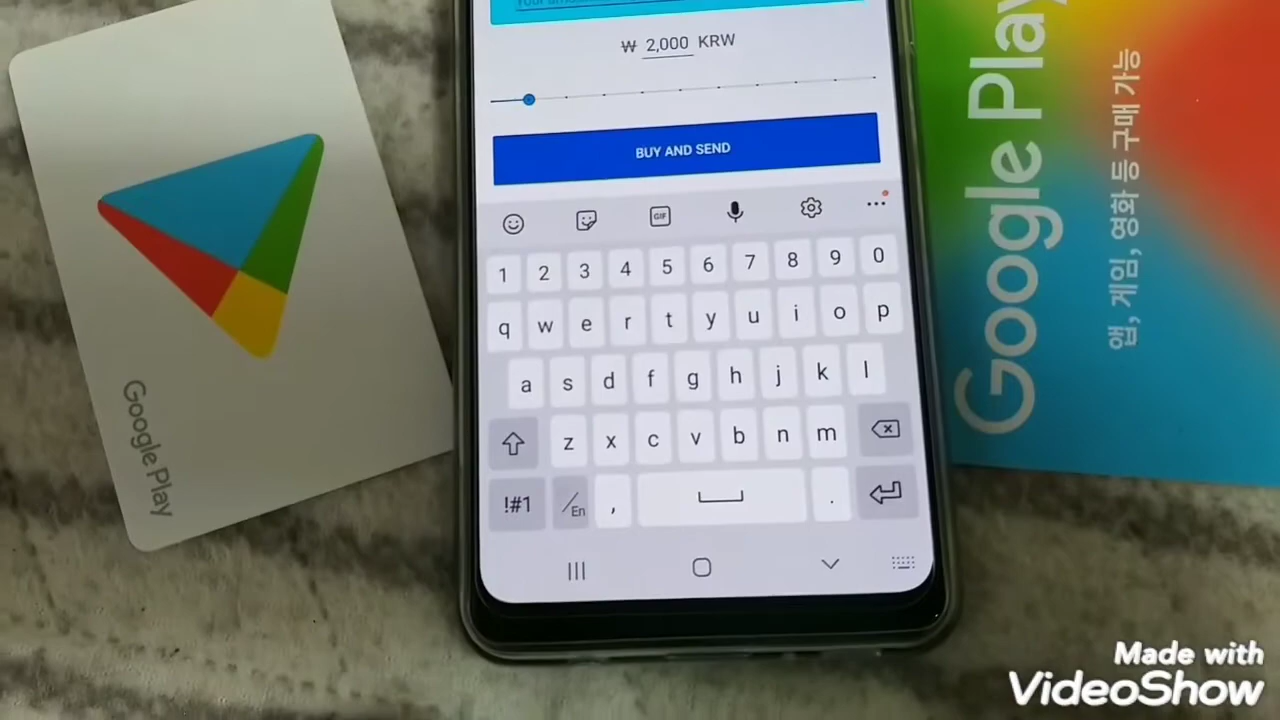 ₩ 2,000 KRW
BUY AND SEND
GIF
1 2 3 4 5 6 7 8 9 0
q w e r t y u i o p
a s d f g h j k l
z x c v b n m
!#1 /En , .
Google Play
Google Play
앱, 게임, 영화 등 구매 가능
Made with
VideoShow